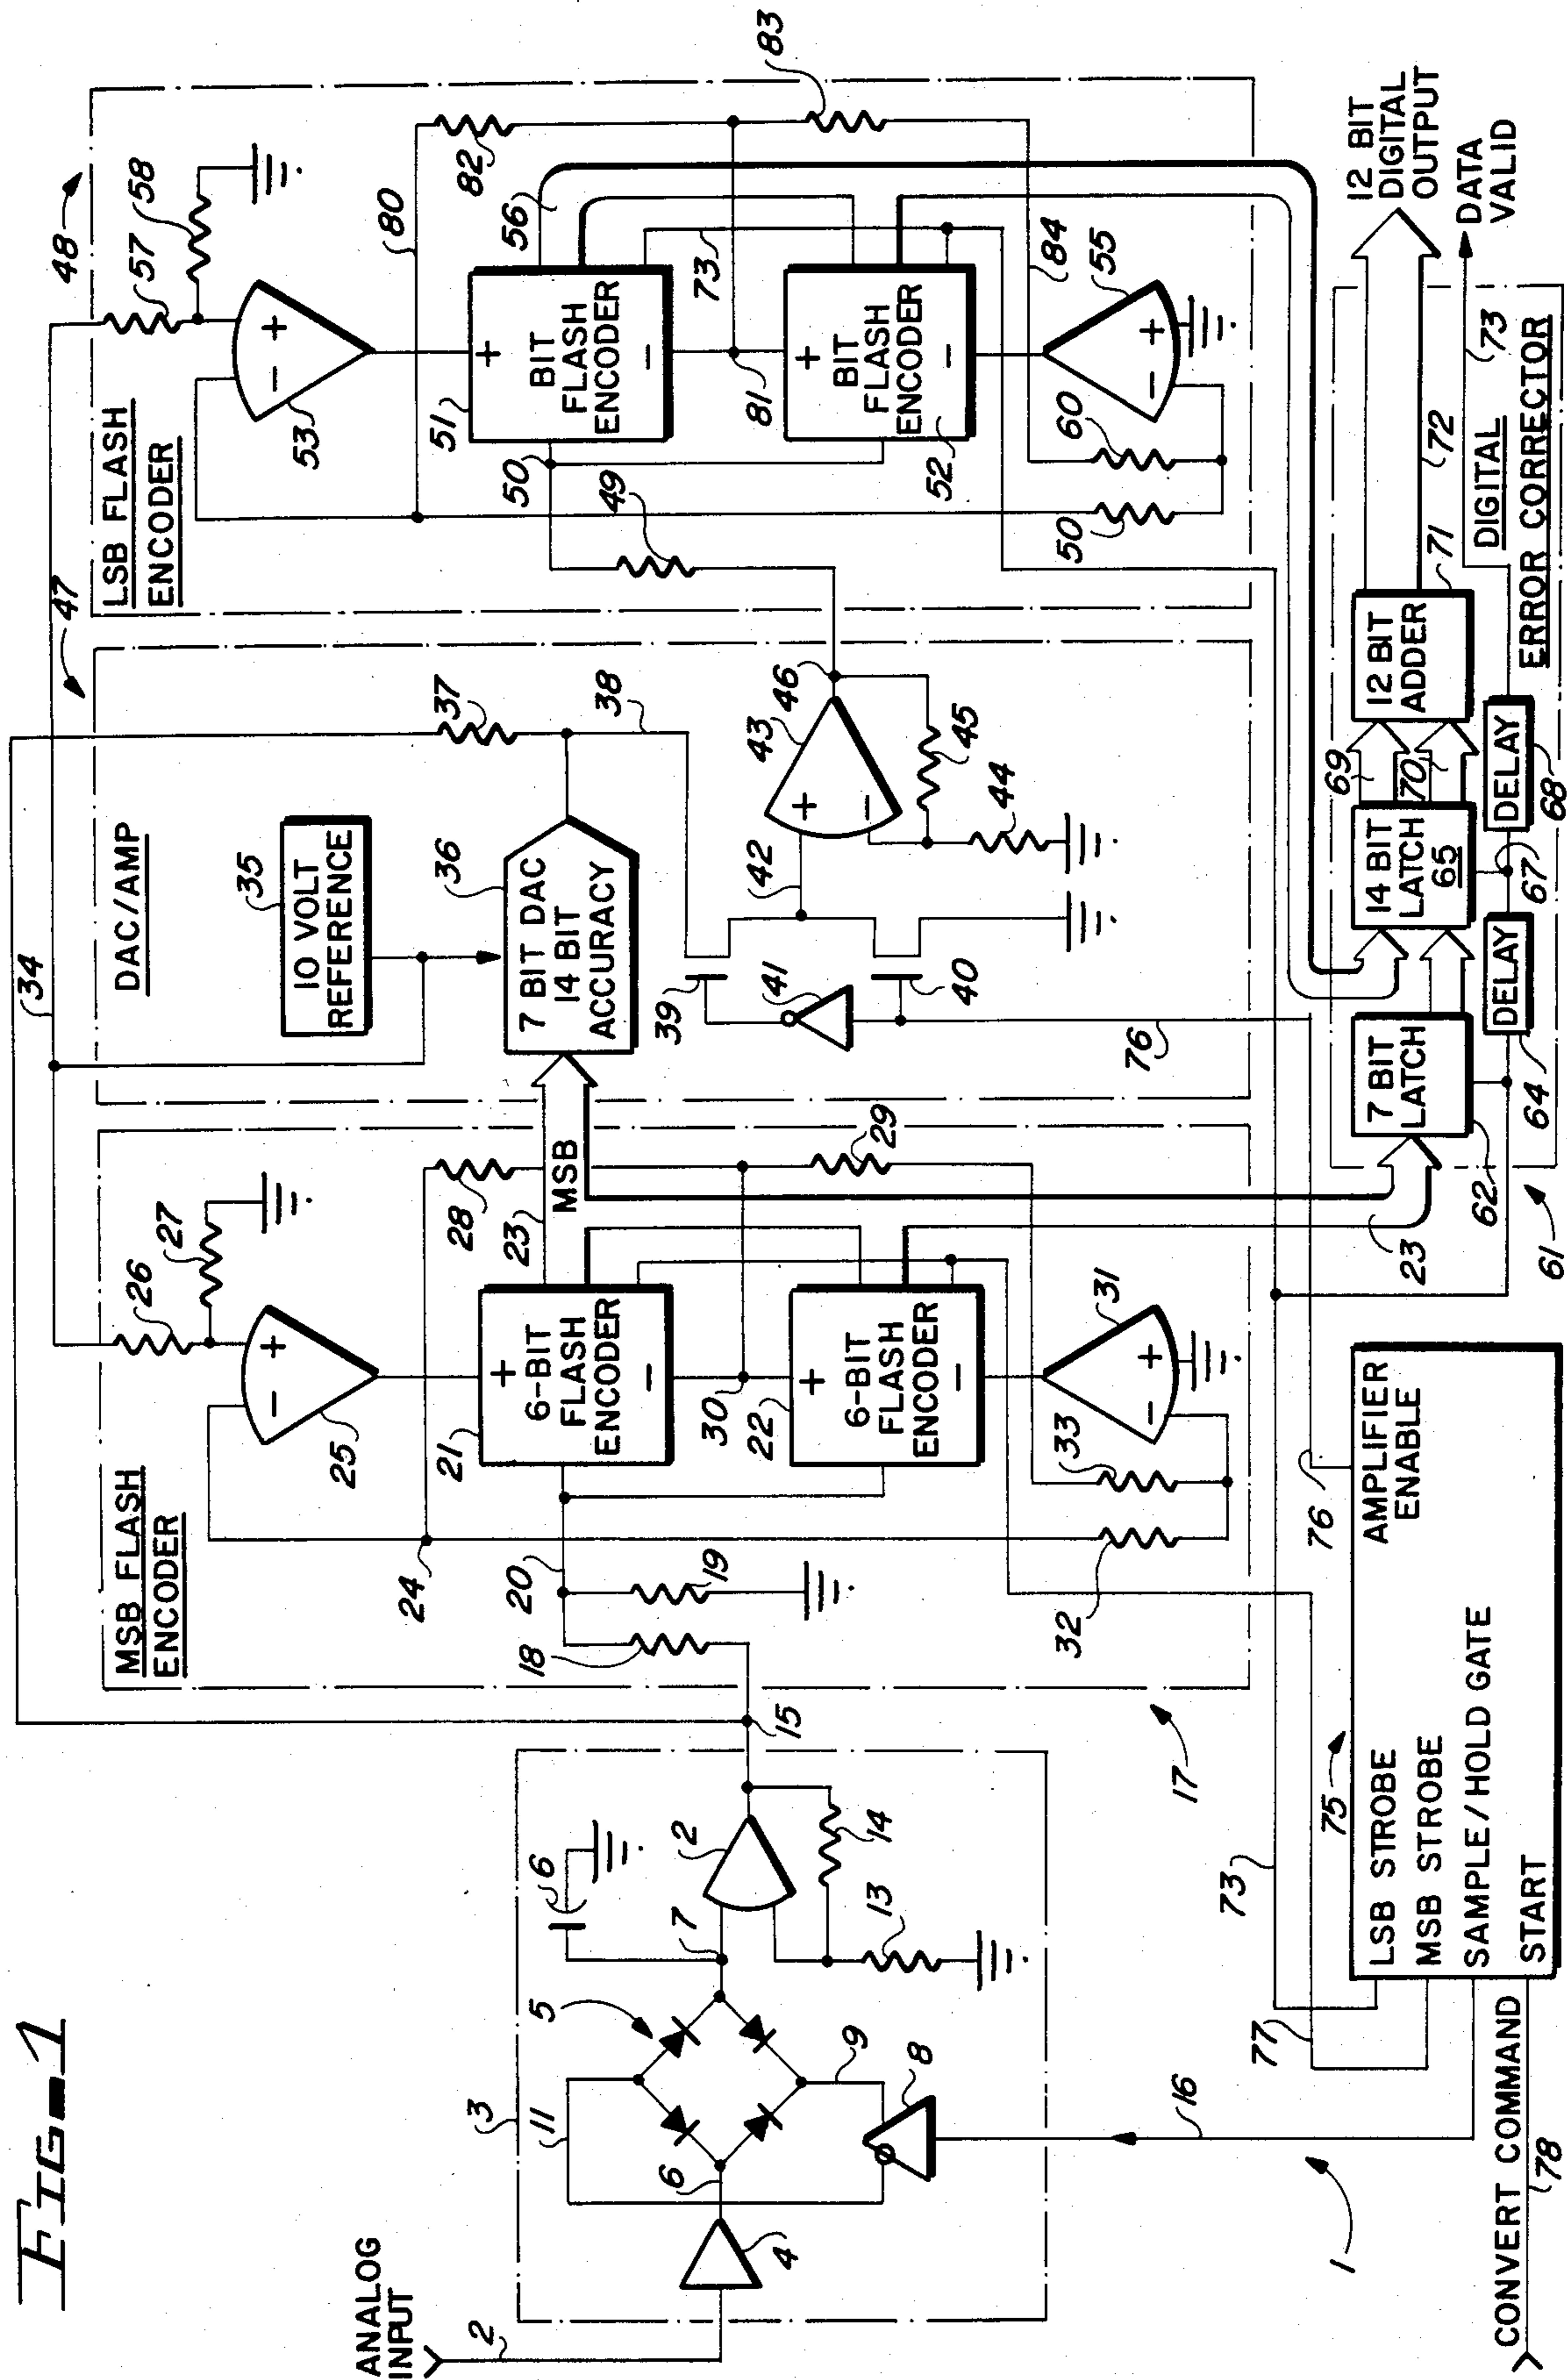 FIG-1
ANALOG
INPUT
2
4
6
3
11
5
9
8
16
7
6
2
13
14
15
1
CONVERT COMMAND
78
MSB FLASH
ENCODER
17
18
19
20
24
25
26
27
28
23
MSB
21
+
6-BIT
FLASH
ENCODER
-
30
22
+
6-BIT
FLASH
ENCODER
-
29
31
- +
32
33
- +
34
DAC/AMP
35
10 VOLT
REFERENCE
36
7 BIT DAC
14 BIT
ACCURACY
37
38
39
41
40
76
42
43
+
-
44
45
46
47
LSB FLASH
ENCODER
48
57
58
53
- +
80
82
83
56
51
+
BIT
FLASH
ENCODER
-
50
49
73
81
+
BIT
FLASH
ENCODER
-
52
84
55
- +
60
50
75
AMPLIFIER
ENABLE
LSB STROBE
MSB STROBE
SAMPLE/HOLD GATE
START
76
73
77
23
61
62
7 BIT
LATCH
64
DELAY
14 BIT
LATCH
65
67
DELAY
68
69
70
12 BIT
ADDER
71
72
73
DIGITAL
ERROR CORRECTOR
12 BIT
DIGITAL
OUTPUT
DATA
VALID